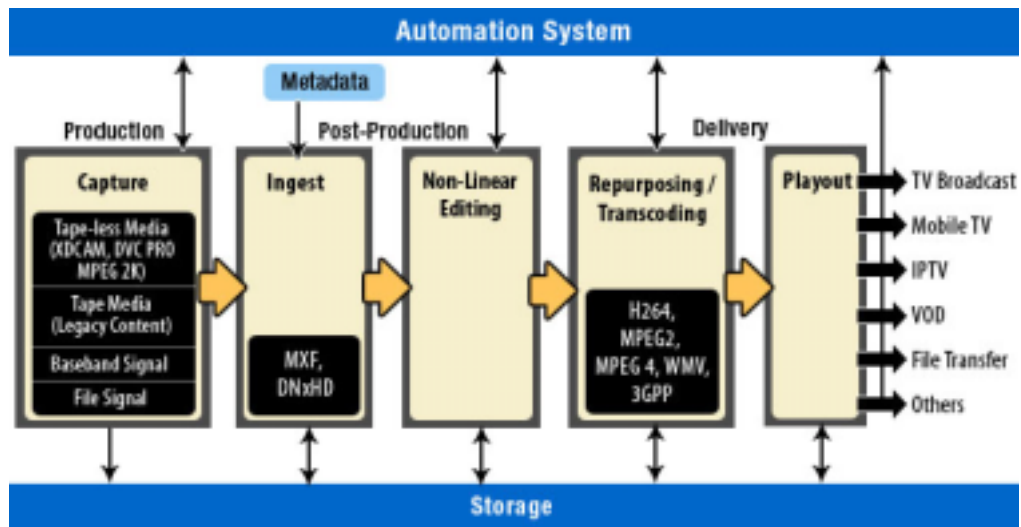 Automation System
Metadata
Production
Post-Production
Delivery
Capture
Tape-less Media
(XDCAM, DVC PRO
MPEG 2K)
Tape Media
(Legacy Content)
Baseband Signal
File Signal
Ingest
MXF,
DNxHD
Non-Linear
Editing
Repurposing /
Transcoding
H264,
MPEG2,
MPEG 4, WMV,
3GPP
Playout
TV Broadcast
Mobile TV
IPTV
VOD
File Transfer
Others
Storage